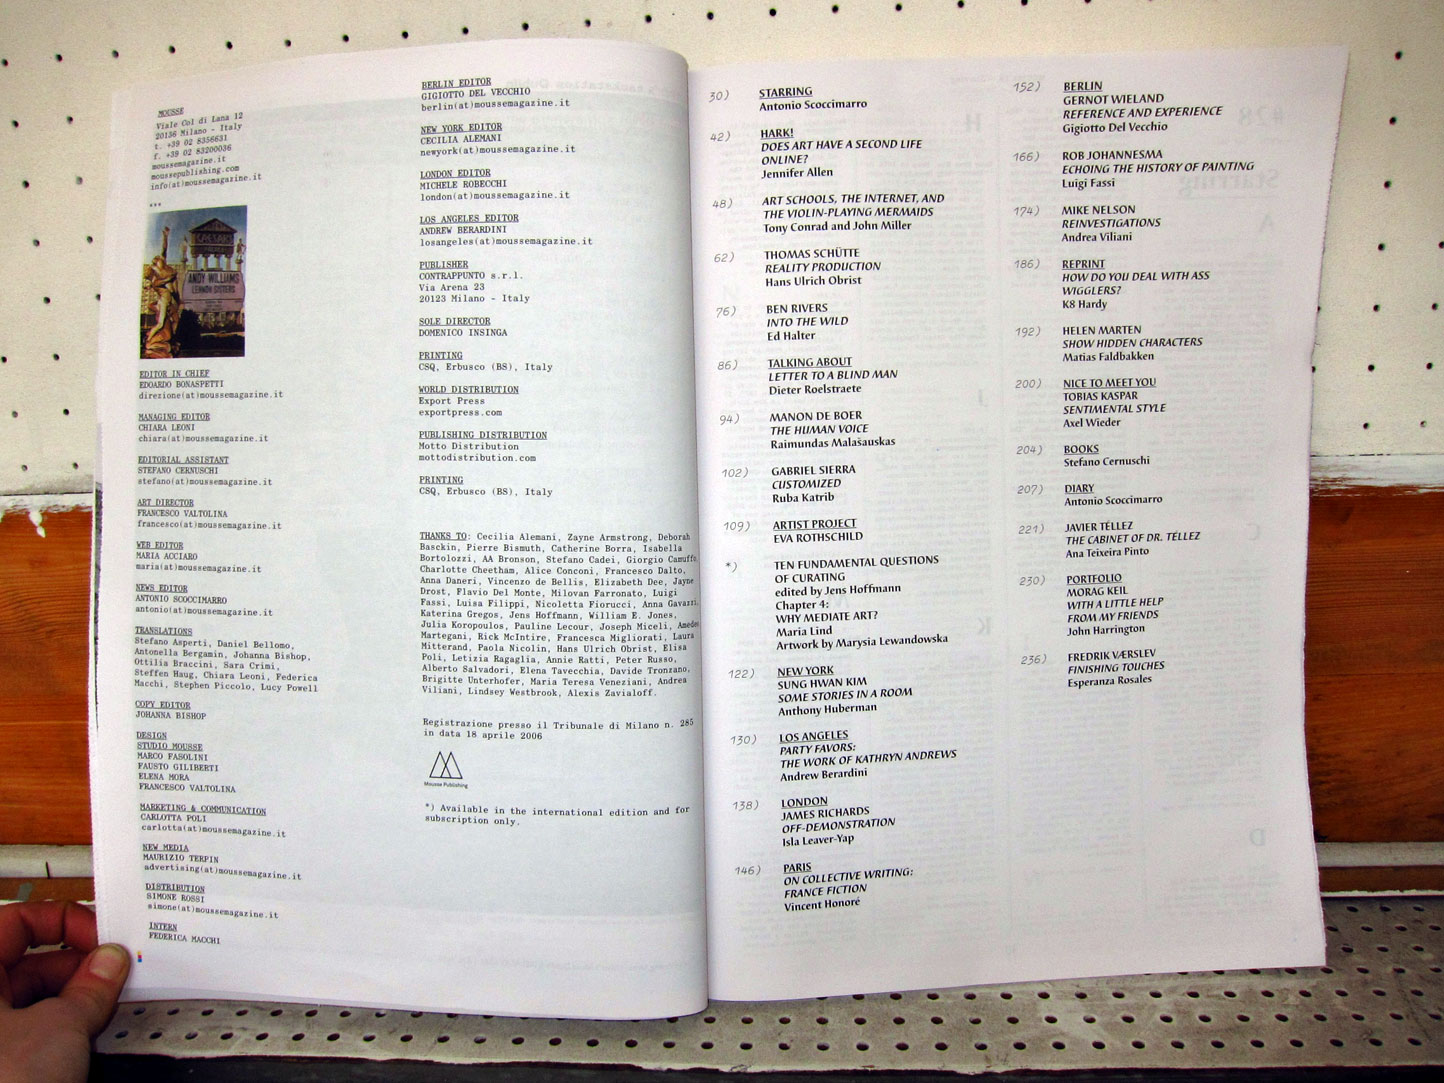 MOUSSE
Viale Col di Lana 12
20136 Milano - Italy
t. +39 02 8356631
f. +39 02 83200036
moussemagazine.it
moussepublishing.com
info(at)moussemagazine.it
***
CAESARS
ANDY WILLIAMS
LENNON SISTERS
EDITOR IN CHIEF
EDOARDO BONASPETTI
direzione(at)moussemagazine.it
MANAGING EDITOR
CHIARA LEONI
chiara(at)moussemagazine.it
EDITORIAL ASSISTANT
STEFANO CERNUSCHI
stefano(at)moussemagazine.it
ART DIRECTOR
FRANCESCO VALTOLINA
francesco(at)moussemagazine.it
WEB EDITOR
MARIA ACCIARO
maria(at)moussemagazine.it
NEWS EDITOR
ANTONIO SCOCCIMARRO
antonio(at)moussemagazine.it
TRANSLATIONS
Stefano Asperti, Daniel Bellomo,
Antonella Bergamin, Johanna Bishop,
Ottilia Braccini, Sara Crimi,
Steffen Haug, Chiara Leoni, Federica
Macchi, Stephen Piccolo, Lucy Powell
COPY EDITOR
JOHANNA BISHOP
DESIGN
STUDIO MOUSSE
MARCO FASOLINI
FAUSTO GILIBERTI
ELENA MORA
FRANCESCO VALTOLINA
MARKETING & COMMUNICATION
CARLOTTA POLI
carlotta(at)moussemagazine.it
NEW MEDIA
MAURIZIO TERPIN
advertising(at)moussemagazine.it
DISTRIBUTION
SIMONE ROSSI
simone(at)moussemagazine.it
INTERN
FEDERICA MACCHI
BERLIN EDITOR
GIGIOTTO DEL VECCHIO
berlin(at)moussemagazine.it
NEW YORK EDITOR
CECILIA ALEMANI
newyork(at)moussemagazine.it
LONDON EDITOR
MICHELE ROBECCHI
london(at)moussemagazine.it
LOS ANGELES EDITOR
ANDREW BERARDINI
losangeles(at)moussemagazine.it
PUBLISHER
CONTRAPPUNTO s.r.l.
Via Arena 23
20123 Milano - Italy
SOLE DIRECTOR
DOMENICO INSINGA
PRINTING
CSQ, Erbusco (BS), Italy
WORLD DISTRIBUTION
Export Press
exportpress.com
PUBLISHING DISTRIBUTION
Motto Distribution
mottodistribution.com
PRINTING
CSQ, Erbusco (BS), Italy
THANKS TO: Cecilia Alemani, Zayne Armstrong, Deborah
Basckin, Pierre Bismuth, Catherine Borra, Isabella
Bortolozzi, AA Bronson, Stefano Cadei, Giorgio Camuffo,
Charlotte Cheetham, Alice Conconi, Francesco Dalto,
Anna Daneri, Vincenzo de Bellis, Elizabeth Dee, Jayne
Drost, Flavio Del Monte, Milovan Farronato, Luigi
Fassi, Luisa Filippi, Nicoletta Fiorucci, Anna Gavazzi,
Katerina Gregos, Jens Hoffmann, William E. Jones,
Julia Koropoulos, Pauline Lecour, Joseph Miceli, Amedeo
Martegani, Rick McIntire, Francesca Migliorati, Laura
Mitterand, Paola Nicolin, Hans Ulrich Obrist, Elisa
Poli, Letizia Ragaglia, Annie Ratti, Peter Russo,
Alberto Salvadori, Elena Tavecchia, Davide Tronzano,
Brigitte Unterhofer, Maria Teresa Veneziani, Andrea
Viliani, Lindsey Westbrook, Alexis Zavialoff.
Registrazione presso il Tribunale di Milano n. 285
in data 18 aprile 2006
Mousse Publishing
*) Available in the international edition and for
subscription only.
30) STARRING
Antonio Scoccimarro
42) HARK!
DOES ART HAVE A SECOND LIFE
ONLINE?
Jennifer Allen
48) ART SCHOOLS, THE INTERNET, AND
THE VIOLIN-PLAYING MERMAIDS
Tony Conrad and John Miller
62) THOMAS SCHÜTTE
REALITY PRODUCTION
Hans Ulrich Obrist
76) BEN RIVERS
INTO THE WILD
Ed Halter
86) TALKING ABOUT
LETTER TO A BLIND MAN
Dieter Roelstraete
94) MANON DE BOER
THE HUMAN VOICE
Raimundas Malašauskas
102) GABRIEL SIERRA
CUSTOMIZED
Ruba Katrib
109) ARTIST PROJECT
EVA ROTHSCHILD
*) TEN FUNDAMENTAL QUESTIONS
OF CURATING
edited by Jens Hoffmann
Chapter 4:
WHY MEDIATE ART?
Maria Lind
Artwork by Marysia Lewandowska
122) NEW YORK
SUNG HWAN KIM
SOME STORIES IN A ROOM
Anthony Huberman
130) LOS ANGELES
PARTY FAVORS:
THE WORK OF KATHRYN ANDREWS
Andrew Berardini
138) LONDON
JAMES RICHARDS
OFF-DEMONSTRATION
Isla Leaver-Yap
146) PARIS
ON COLLECTIVE WRITING:
FRANCE FICTION
Vincent Honoré
152) BERLIN
GERNOT WIELAND
REFERENCE AND EXPERIENCE
Gigiotto Del Vecchio
166) ROB JOHANNESMA
ECHOING THE HISTORY OF PAINTING
Luigi Fassi
174) MIKE NELSON
REINVESTIGATIONS
Andrea Viliani
186) REPRINT
HOW DO YOU DEAL WITH ASS
WIGGLERS?
K8 Hardy
192) HELEN MARTEN
SHOW HIDDEN CHARACTERS
Matias Faldbakken
200) NICE TO MEET YOU
TOBIAS KASPAR
SENTIMENTAL STYLE
Axel Wieder
204) BOOKS
Stefano Cernuschi
207) DIARY
Antonio Scoccimarro
221) JAVIER TÉLLEZ
THE CABINET OF DR. TÉLLEZ
Ana Teixeira Pinto
230) PORTFOLIO
MORAG KEIL
WITH A LITTLE HELP
FROM MY FRIENDS
John Harrington
236) FREDRIK VÆRSLEV
FINISHING TOUCHES
Esperanza Rosales